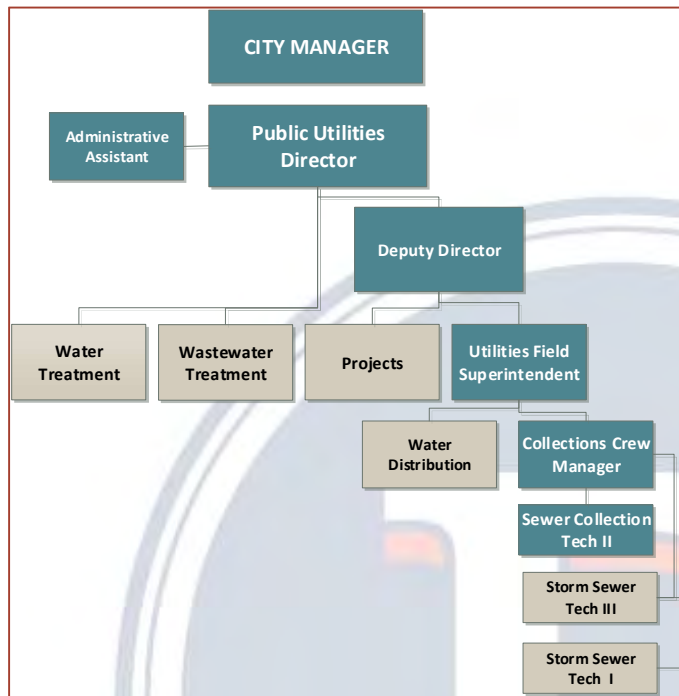 CITY MANAGER
Administrative
Assistant
Public Utilities
Director
Deputy Director
Water
Treatment
Wastewater
Treatment
Projects
Utilities Field
Superintendent
Water
Distribution
Collections Crew
Manager
Sewer Collection
Tech II
Storm Sewer
Tech III
Storm Sewer
Tech I